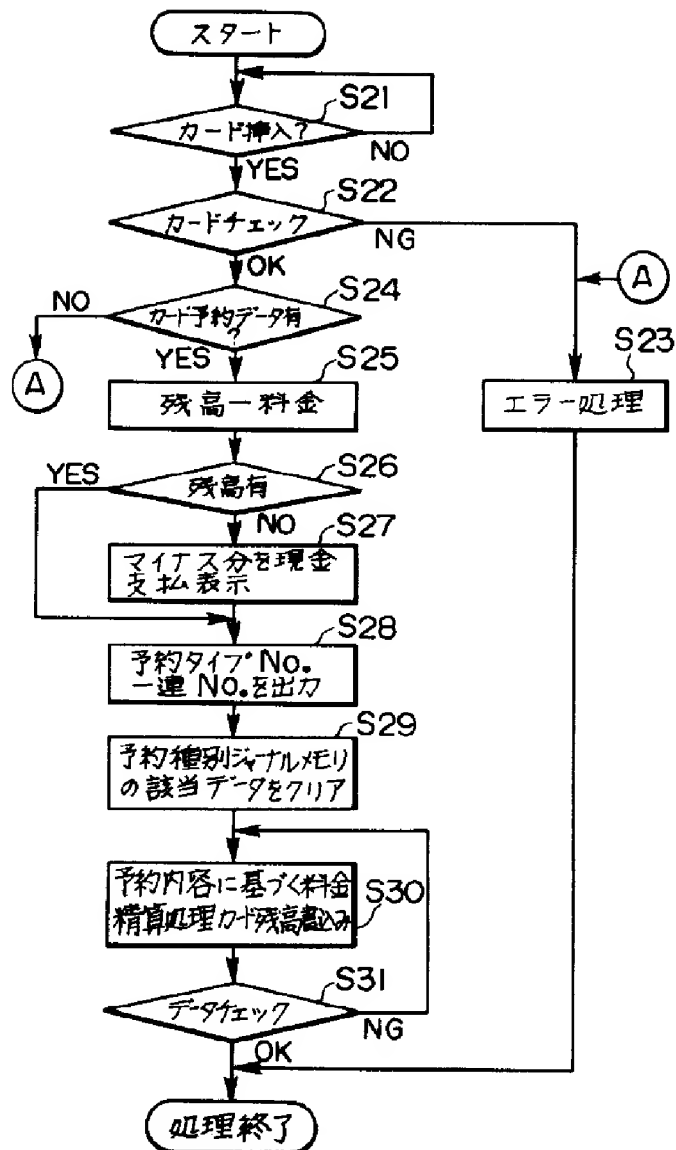 スタート
S21
カード挿入?
NO
YES
S22
カードチェック
NG
OK
A
S24
NO
カード予約データ有
?
YES
S23
A
S25
エラー処理
残高ー料金
S26
YES
残高有
NO
S27
マイナス分を現金
支払表示
S28
予約タイプNo.
一連No.を出力
S29
予約種別ジャーナルメモリ
の該当データをクリア
予約内容に基づく料金
S30
精算処理カード残高書込み
S31
データチェック
NG
OK
処理終了